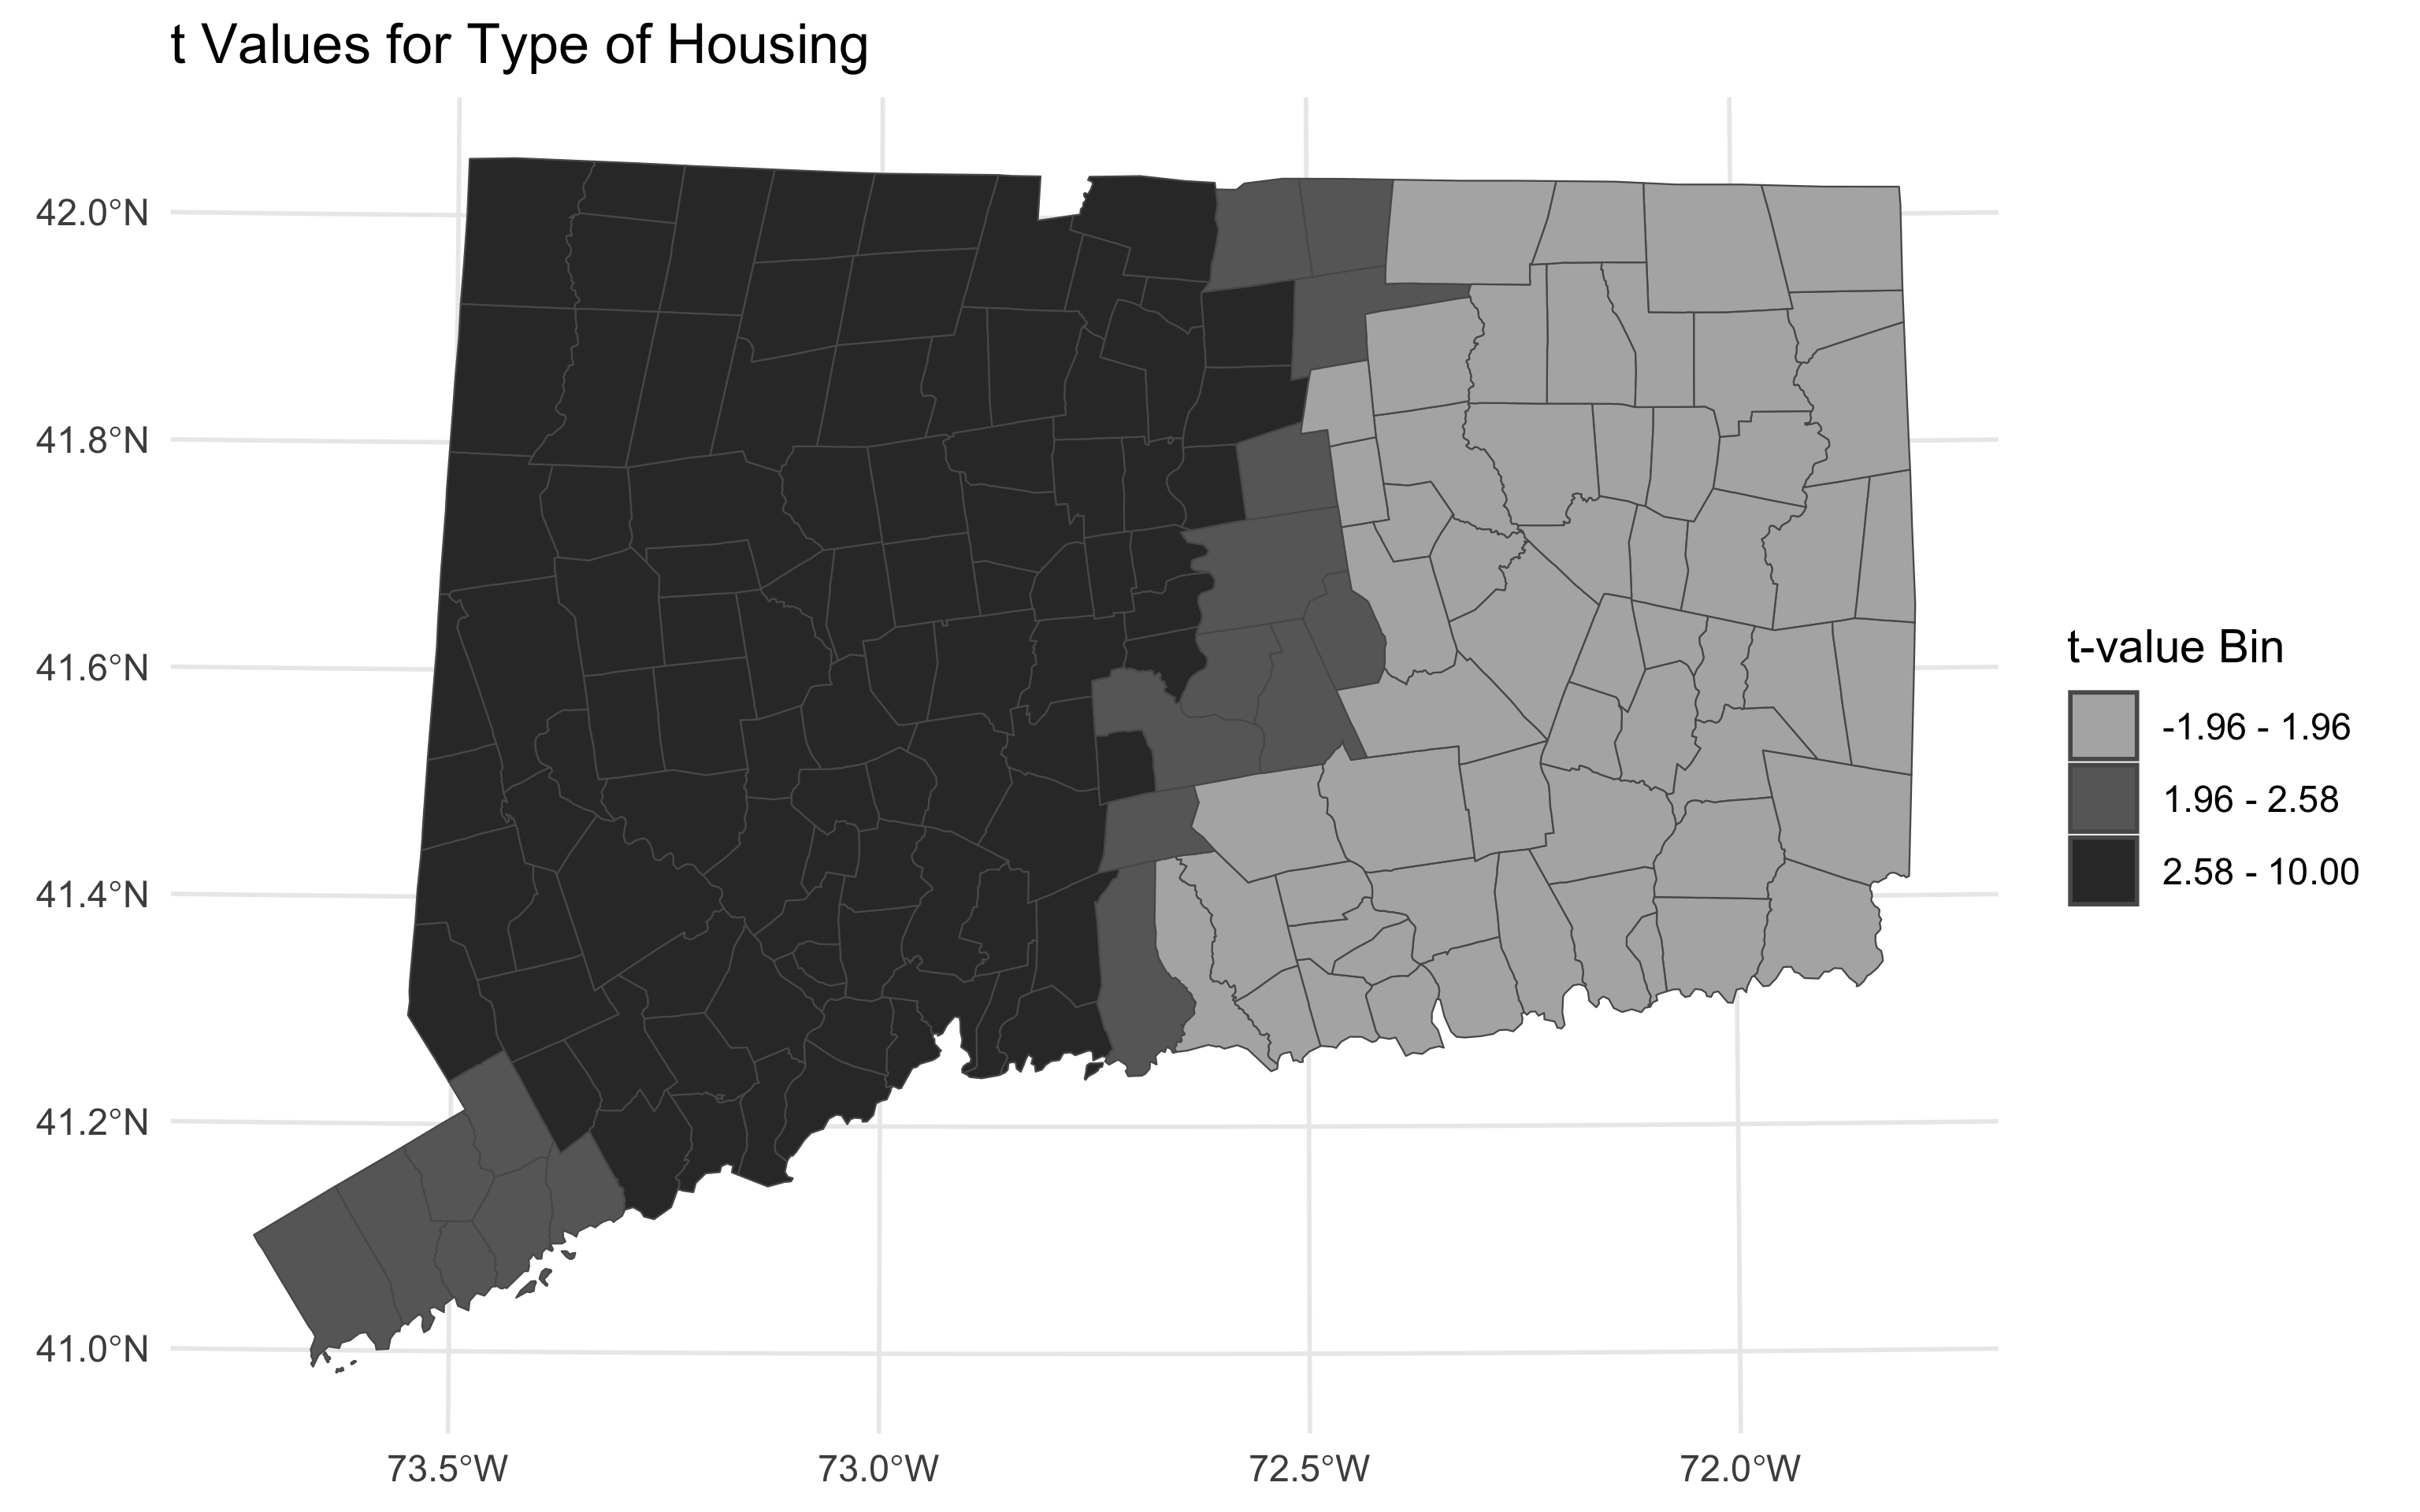 t Values for Type of Housing
42.0°N
41.8°N
41.6°N
41.4°N
41.2°N
41.0°N
73.5°W
73.0°W
72.5°W
72.0°W
t-value Bin
-1.96 - 1.96
1.96 - 2.58
2.58 - 10.00